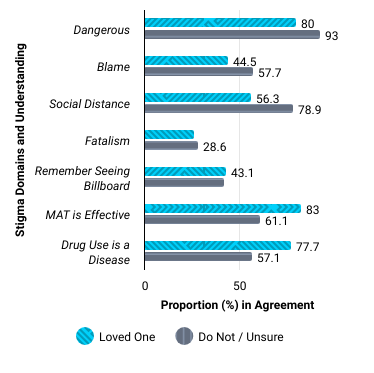 Stigma Domains and Understanding
Dangerous
80
93
Blame
44.5
57.7
Social Distance
56.3
78.9
Fatalism
28.6
Remember Seeing
Billboard
43.1
MAT is Effective
83
61.1
Drug Use is a
Disease
77.7
57.1
0
50
Proportion (%) in Agreement
Loved One
Do Not / Unsure